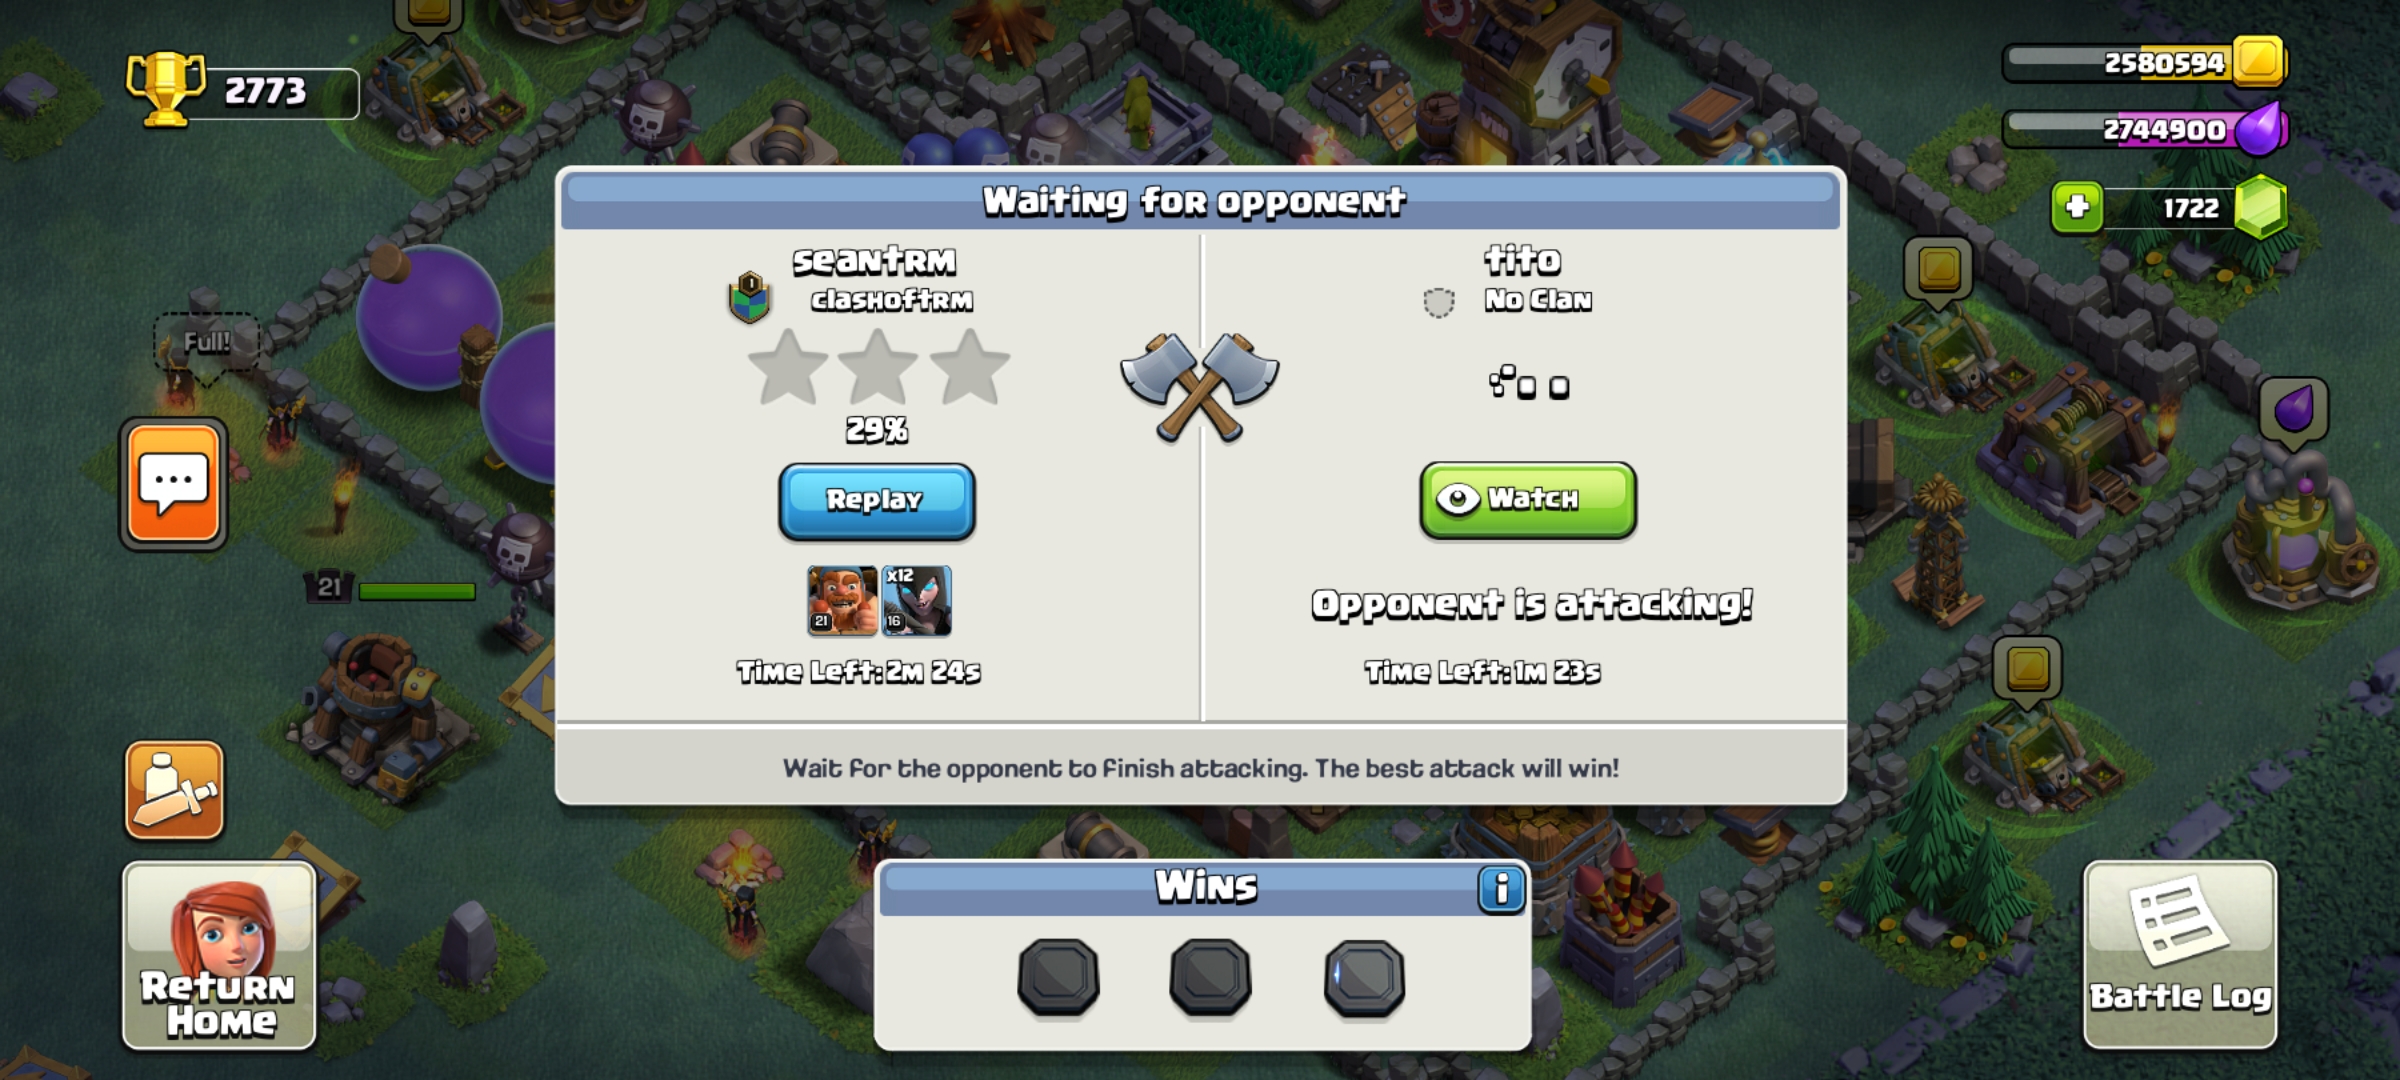 2773
2580594
2744900
1722
Full!
21
Waiting for opponent
seantrm
1
clashoftrm
29%
Replay
21
x12
16
Time Left:2m 24s
tito
No Clan
Watch
Opponent is attacking!
Time Left:1m 23s
Wait for the opponent to finish attacking. The best attack will win!
Wins
i
Return
Home
Battle Log
VIII